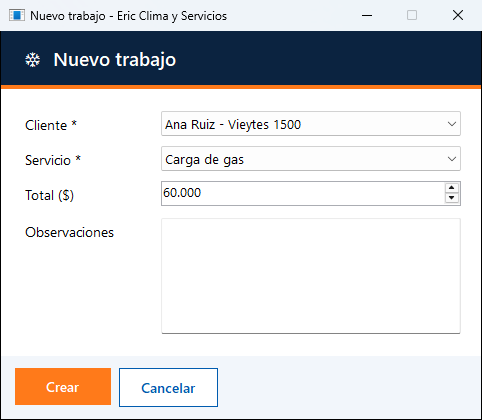 Nuevo trabajo - Eric Clima y Servicios
Nuevo trabajo
Cliente * Ana Ruiz - Vieytes 1500
Servicio * Carga de gas
Total ($) 60.000
Observaciones
Crear Cancelar